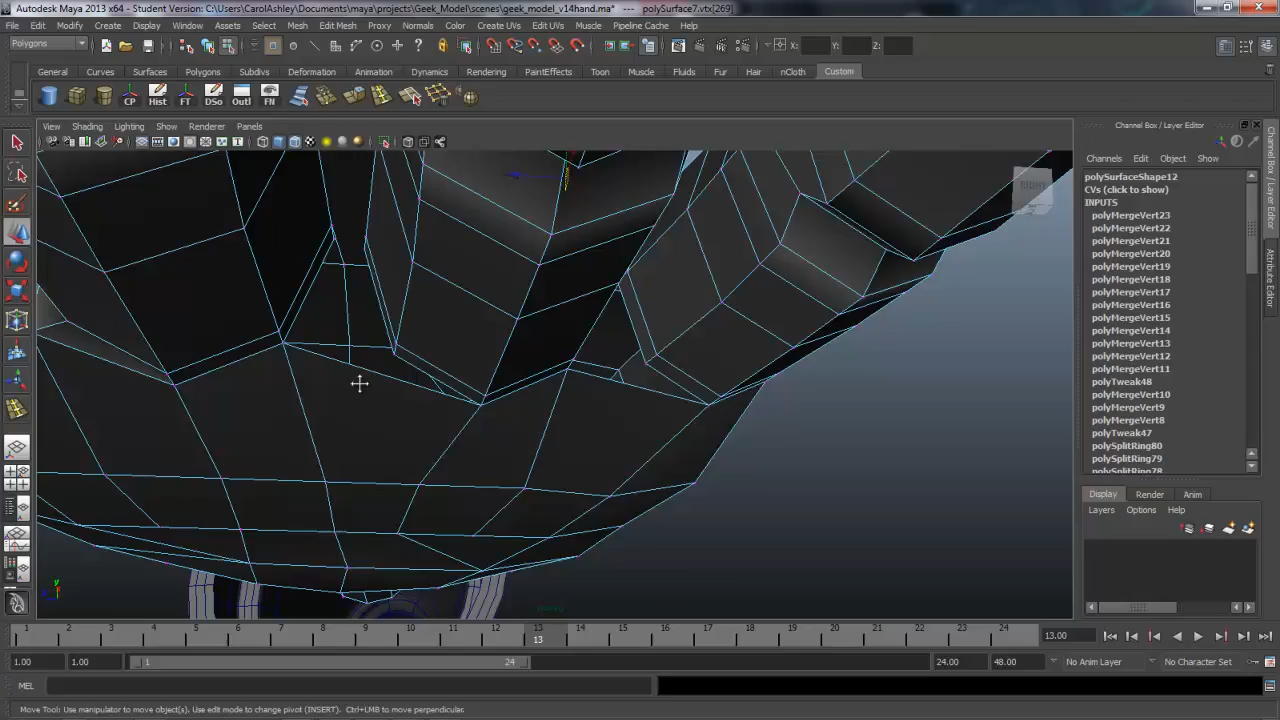 Autodesk Maya 2013 x64 - Student Version: C:\Users\CarolAshley\Documents\maya\projects\Geek_Model\scenes\geek_model_v14hand.ma* --- polySurface7.vtx[269]
File Edit Modify Create Display Window Assets Select Mesh Edit Mesh Proxy Normals Color Create UVs Edit UVs Muscle Pipeline Cache Help
Polygons X: Y: Z:
General Curves Surfaces Polygons Subdivs Deformation Animation Dynamics Rendering PaintEffects Toon Muscle Fluids Fur Hair nCloth Custom
CP Hist FT DSo Outl FN
View Shading Lighting Show Renderer Panels
Channel Box / Layer Editor
Channels Edit Object Show
polySurfaceShape12
CVs (click to show)
INPUTS
polyMergeVert23
polyMergeVert22
polyMergeVert21
polyMergeVert20
polyMergeVert19
polyMergeVert18
polyMergeVert17
polyMergeVert16
polyMergeVert15
polyMergeVert14
polyMergeVert13
polyMergeVert12
polyMergeVert11
polyTweak48
polyMergeVert10
polyMergeVert9
polyMergeVert8
polyTweak47
polySplitRing80
polySplitRing79
polySplitRing78
Channel Box / Layer Editor
Attribute Editor
Display Render Anim
Layers Options Help
RIGHT
y
1 2 3 4 5 6 7 8 9 10 11 12 13 14 15 16 17 18 19 20 21 22 23 24
13
13.00
1.00 1.00 1 24 24.00 48.00 No Anim Layer No Character Set
MEL
Move Tool: Use manipulator to move object(s). Use edit mode to change pivot (INSERT). Ctrl+LMB to move perpendicular.